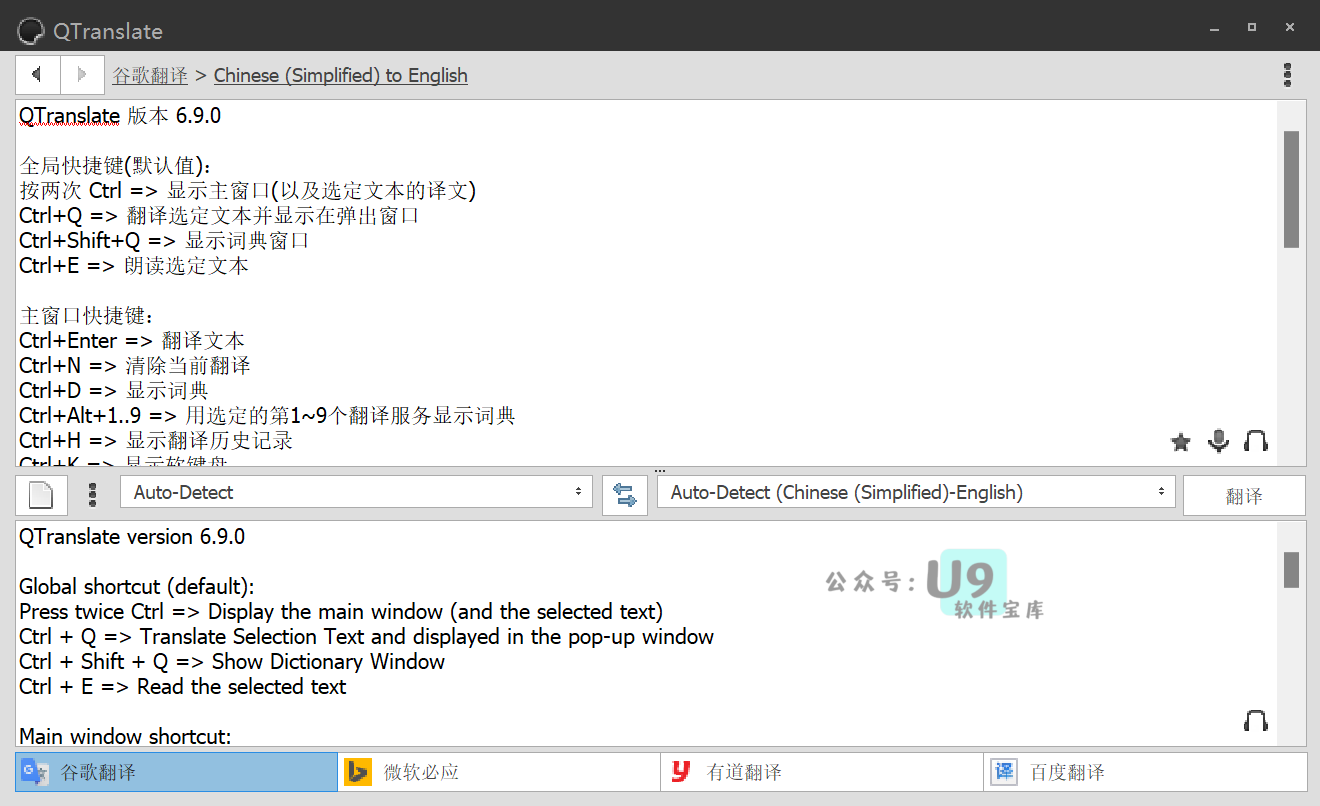 QTranslate
谷歌翻译 > Chinese (Simplified) to English
QTranslate 版本 6.9.0
全局快捷键(默认值):
按两次 Ctrl => 显示主窗口(以及选定文本的译文)
Ctrl+Q => 翻译选定文本并显示在弹出窗口
Ctrl+Shift+Q => 显示词典窗口
Ctrl+E => 朗读选定文本
主窗口快捷键:
Ctrl+Enter => 翻译文本
Ctrl+N => 清除当前翻译
Ctrl+D => 显示词典
Ctrl+Alt+1..9 => 用选定的第1~9个翻译服务显示词典
Ctrl+H => 显示翻译历史记录
Ctrl+K => 显示软键盘
Auto-Detect
Auto-Detect (Chinese (Simplified)-English)
翻译
QTranslate version 6.9.0
Global shortcut (default):
Press twice Ctrl => Display the main window (and the selected text)
Ctrl + Q => Translate Selection Text and displayed in the pop-up window
Ctrl + Shift + Q => Show Dictionary Window
Ctrl + E => Read the selected text
Main window shortcut:
公众号: U9
软件宝库
谷歌翻译
微软必应
有道翻译
译 百度翻译